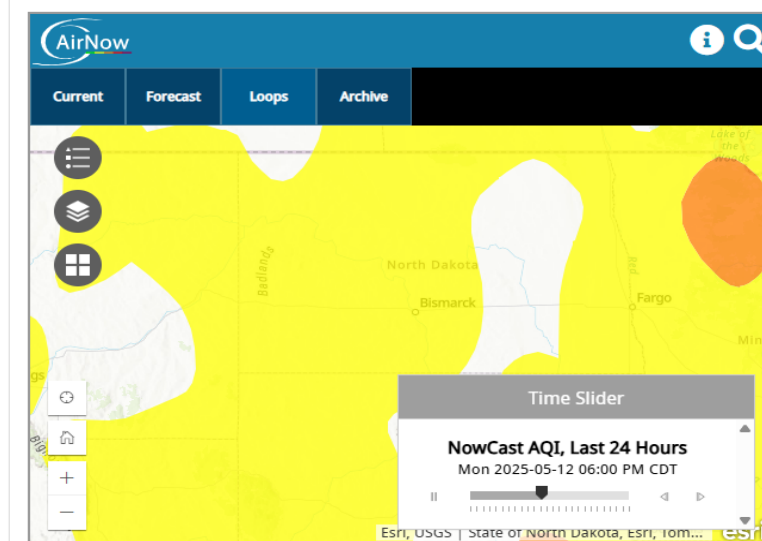 AirNow
Current Forecast Loops Archive
Lake of
the
Woods
Badlands
North Dakota
Red
Bismarck
Fargo
Min
gs
Big
Time Slider
NowCast AQI, Last 24 Hours
Mon 2025-05-12 06:00 PM CDT
Esri, USGS | State of North Dakota, Esri, Tom...
esri